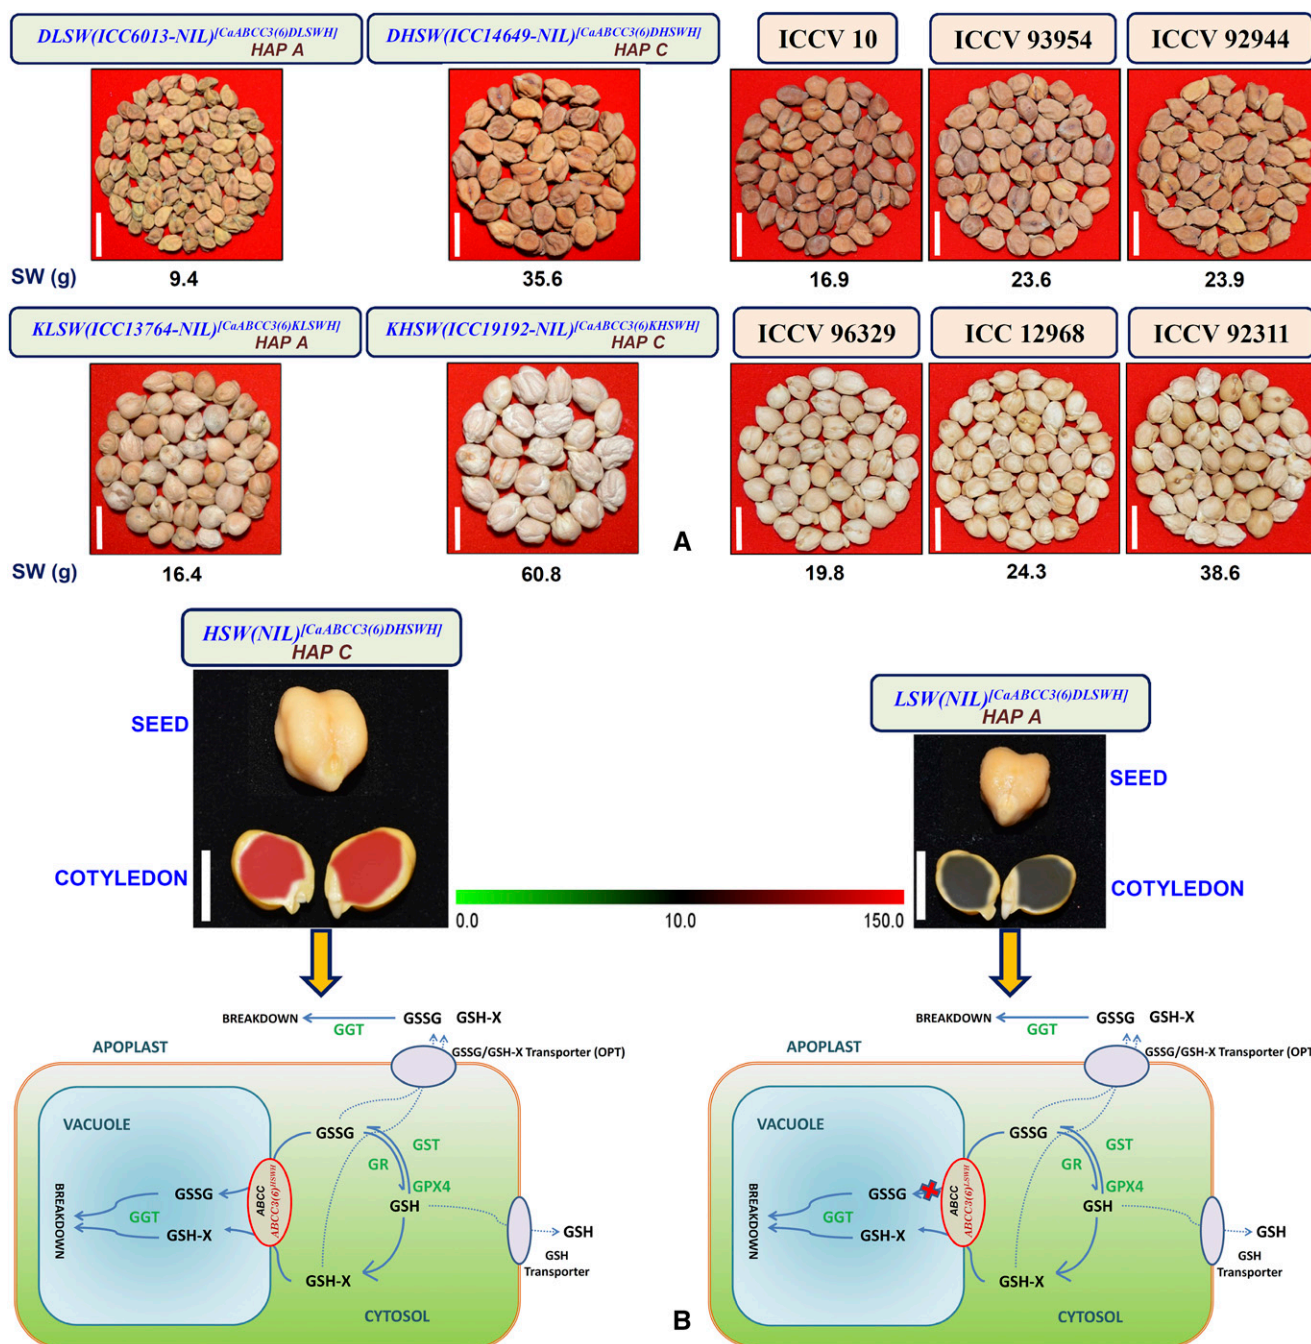 DLSW(ICC6013-NIL)[CaABCC3(6)DLSWH]
HAP A
DHSW(ICC14649-NIL)[CaABCC3(6)DHSWH]
HAP C
ICCV 10
ICCV 93954
ICCV 92944
SW (g)
9.4
35.6
16.9
23.6
23.9
KLSW(ICC13764-NIL)[CaABCC3(6)KLSWH]
HAP A
KHSW(ICC19192-NIL)[CaABCC3(6)KHSWH]
HAP C
ICCV 96329
ICC 12968
ICCV 92311
A
SW (g)
16.4
60.8
19.8
24.3
38.6
HSW(NIL)[CaABCC3(6)DHSWH]
HAP C
LSW(NIL)[CaABCC3(6)DLSWH]
HAP A
SEED
SEED
COTYLEDON
COTYLEDON
0.0
10.0
150.0
BREAKDOWN
GGT
GSSG
GSH-X
APOPLAST
GSSG/GSH-X Transporter (OPT)
VACUOLE
GSSG
GST
GR
GPX4
GSH
BREAKDOWN
GSSG
GGT
GSH-X
ABCC
ABCC3(6)HSWH
GSH
GSH
Transporter
GSH-X
CYTOSOL
BREAKDOWN
GGT
GSSG
GSH-X
APOPLAST
GSSG/GSH-X Transporter (OPT)
VACUOLE
GSSG
GST
GR
GPX4
GSH
BREAKDOWN
GSSG
GGT
GSH-X
ABCC
ABCC3(6)LSWH
GSH
GSH
Transporter
GSH-X
CYTOSOL
B